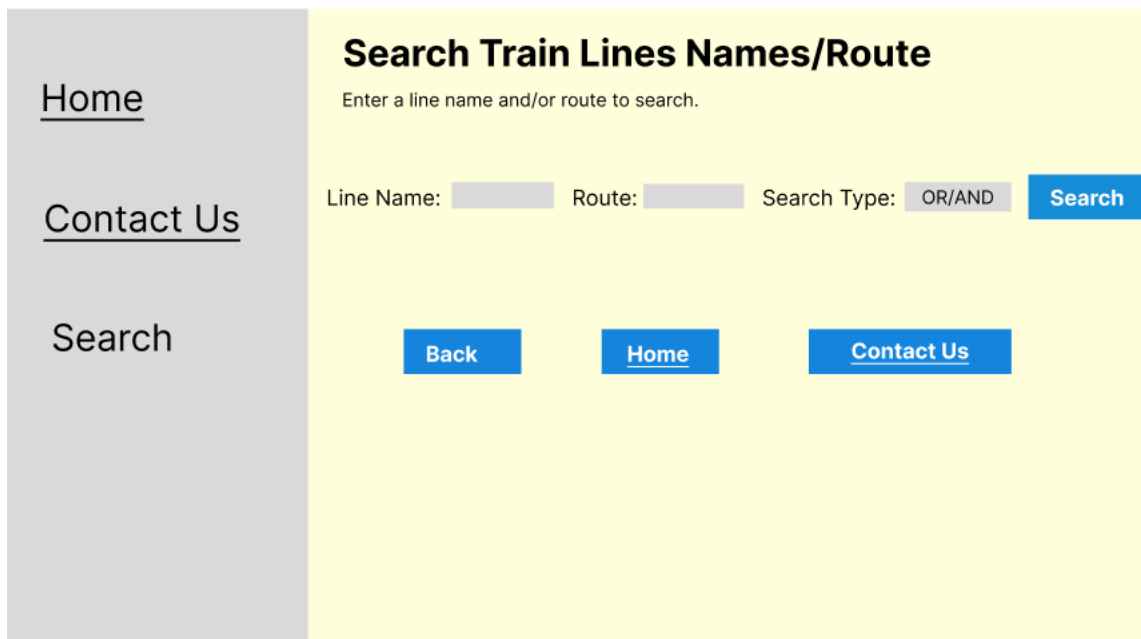 Home
Contact Us
Search
Search Train Lines Names/Route
Enter a line name and/or route to search.
Line Name: Route: Search Type: OR/AND Search
Back Home Contact Us